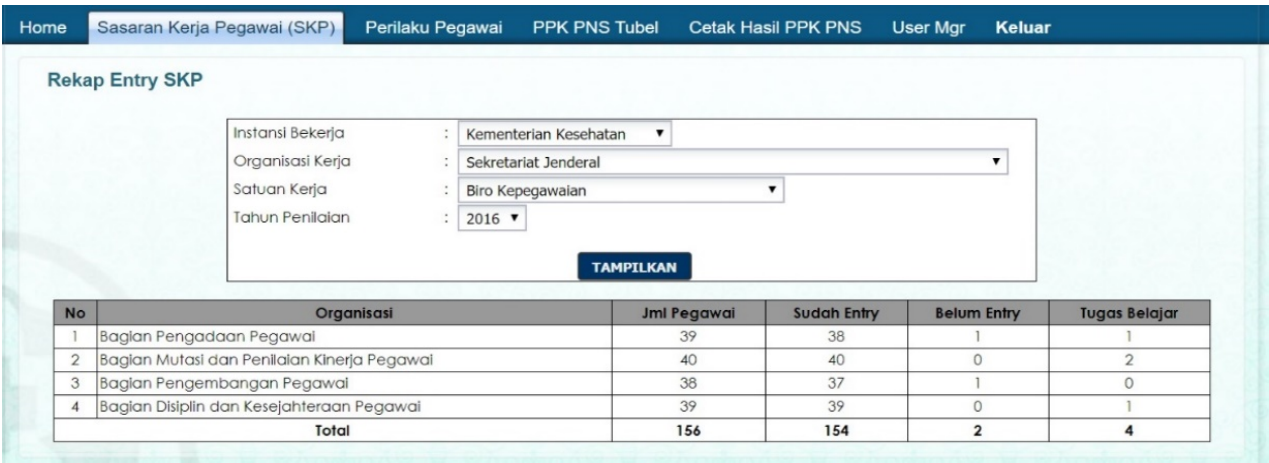 Home Sasaran Kerja Pegawai (SKP) Perilaku Pegawai PPK PNS Tubel Cetak Hasil PPK PNS User Mgr Keluar
Rekap Entry SKP
Instansi Bekerja : Kementerian Kesehatan
Organisasi Kerja : Sekretariat Jenderal
Satuan Kerja : Biro Kepegawaian
Tahun Penilaian : 2016
TAMPILKAN
No Organisasi Jml Pegawai Sudah Entry Belum Entry Tugas Belajar
1 Bagian Pengadaan Pegawai 39 38 1 1
2 Bagian Mutasi dan Penilaian Kinerja Pegawai 40 40 0 2
3 Bagian Pengembangan Pegawai 38 37 1 0
4 Bagian Disiplin dan Kesejahteraan Pegawai 39 39 0 1
Total 156 154 2 4